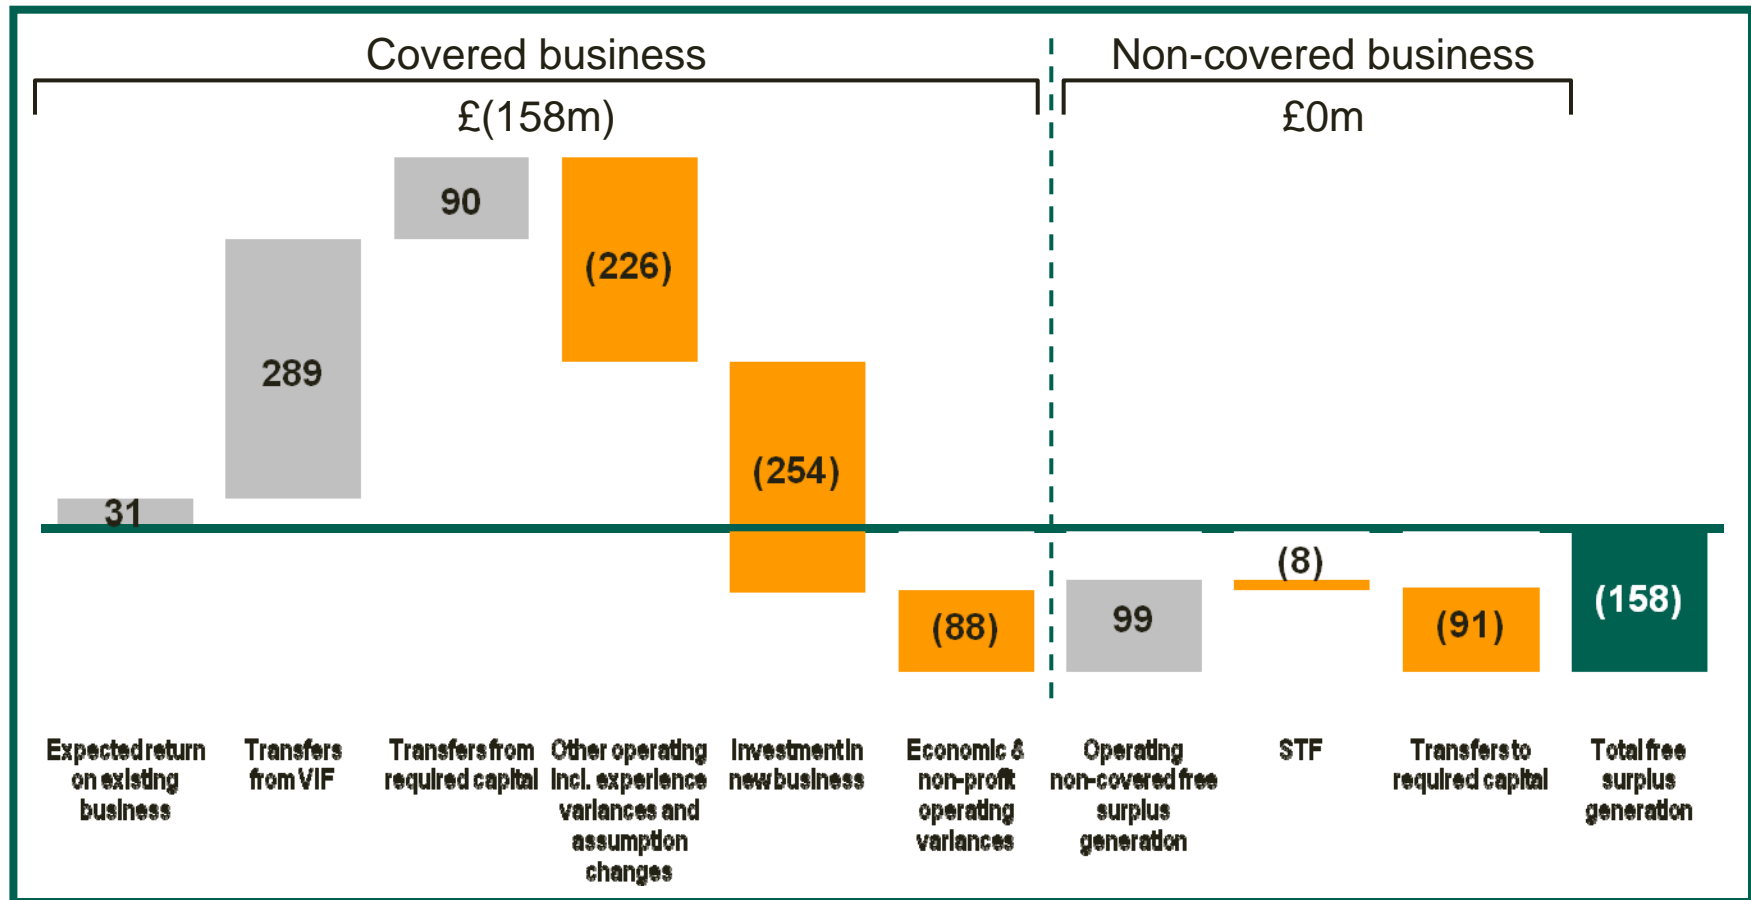 Covered business
Non-covered business
£(158m)
£0m
90
(226)
289
(254)
31
(8)
(88)
99
(91)
(158)
Expected return
on existing
business
Transfers
from VIF
Transfers from
required capital
Other operating
incl. experience
variances and
assumption
changes
Investment in
new business
Economic &
non-profit
operating
variances
Operating
non-covered free
surplus
generation
STF
Transfers to
required capital
Total free
surplus
generation